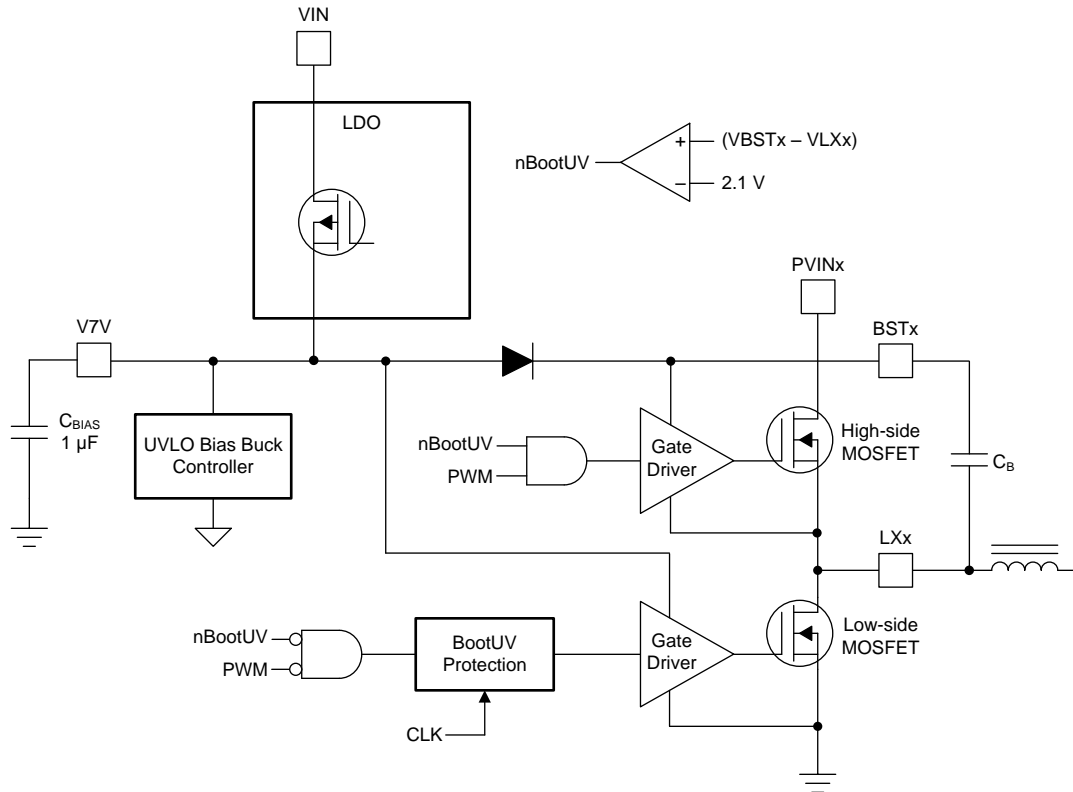 VIN
LDO
nBootUV
+
(VBSTx – VLXx)
–
2.1 V
PVINx
V7V
BSTx
CBIAS
1 µF
UVLO Bias Buck
Controller
nBootUV
PWM
Gate
Driver
High-side
MOSFET
CB
LXx
nBootUV
PWM
BootUV
Protection
Gate
Driver
Low-side
MOSFET
CLK